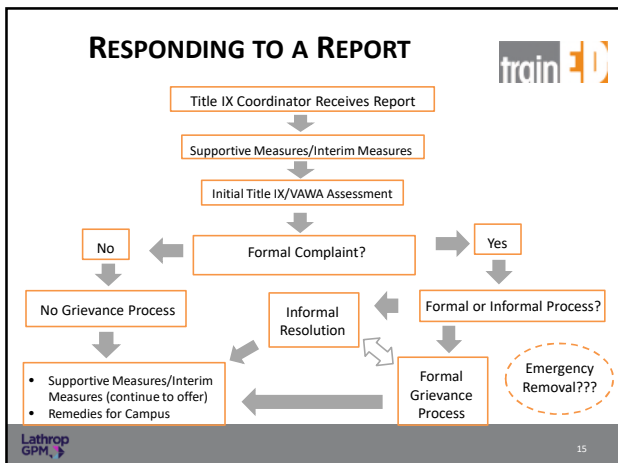 RESPONDING TO A REPORT
trainED
Title IX Coordinator Receives Report
Supportive Measures/Interim Measures
Initial Title IX/VAWA Assessment
No
Formal Complaint?
Yes
No Grievance Process
Informal
Resolution
Formal or Informal Process?
• Supportive Measures/Interim
Measures (continue to offer)
• Remedies for Campus
Formal
Grievance
Process
Emergency
Removal???
Lathrop
GPM
15